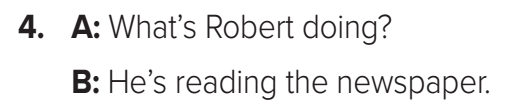 4. A: What's Robert doing?
B: He's reading the newspaper.